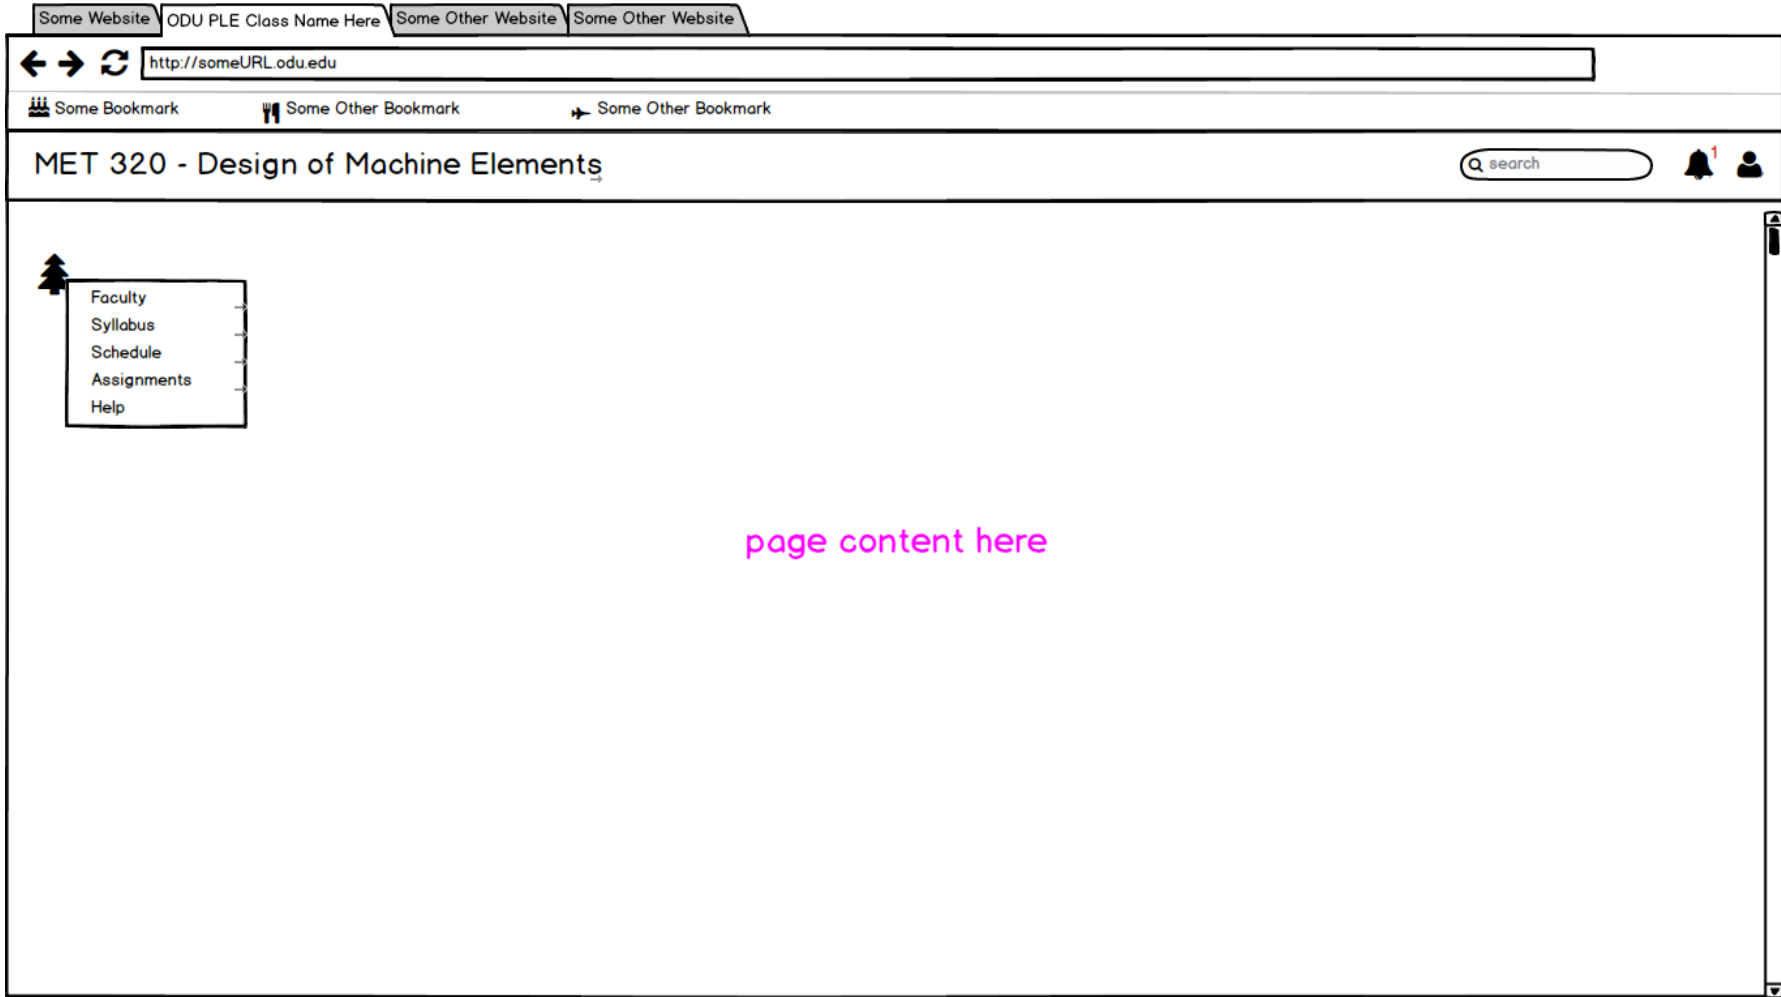 Some Website ODU PLE Class Name Here Some Other Website Some Other Website
http://someURL.odu.edu
Some Bookmark Some Other Bookmark Some Other Bookmark
MET 320 - Design of Machine Elements search 1
Faculty
Syllabus
Schedule
Assignments
Help
page content here